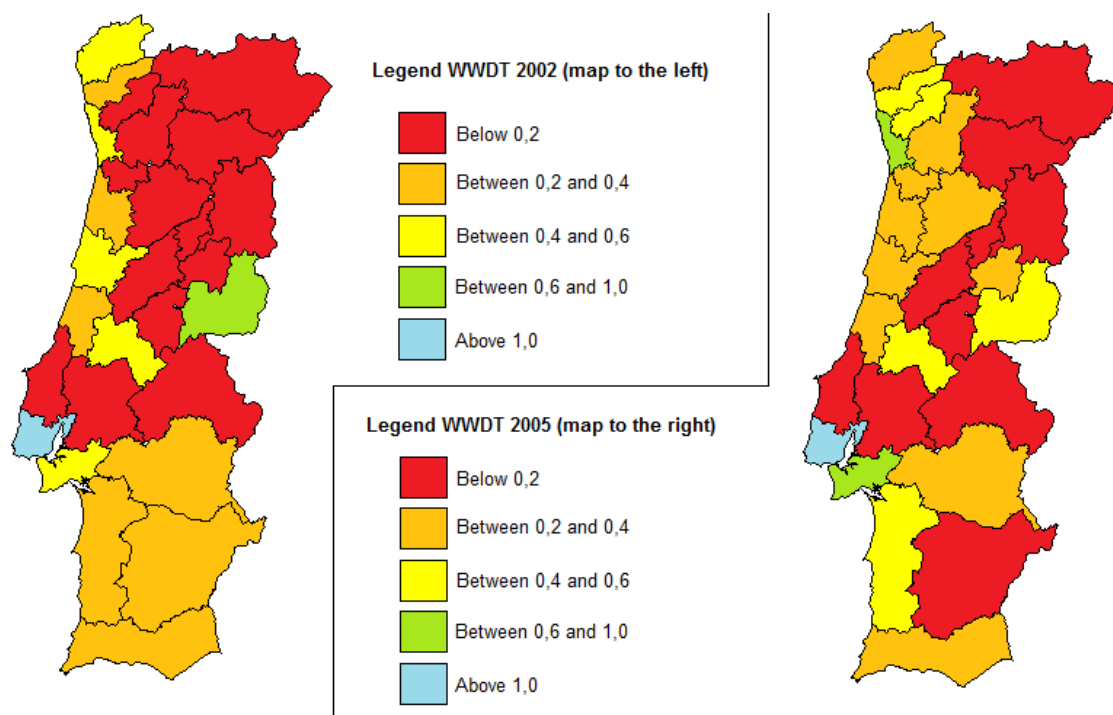 Legend WWDT 2002 (map to the left)
Below 0,2
Between 0,2 and 0,4
Between 0,4 and 0,6
Between 0,6 and 1,0
Above 1,0
Legend WWDT 2005 (map to the right)
Below 0,2
Between 0,2 and 0,4
Between 0,4 and 0,6
Between 0,6 and 1,0
Above 1,0